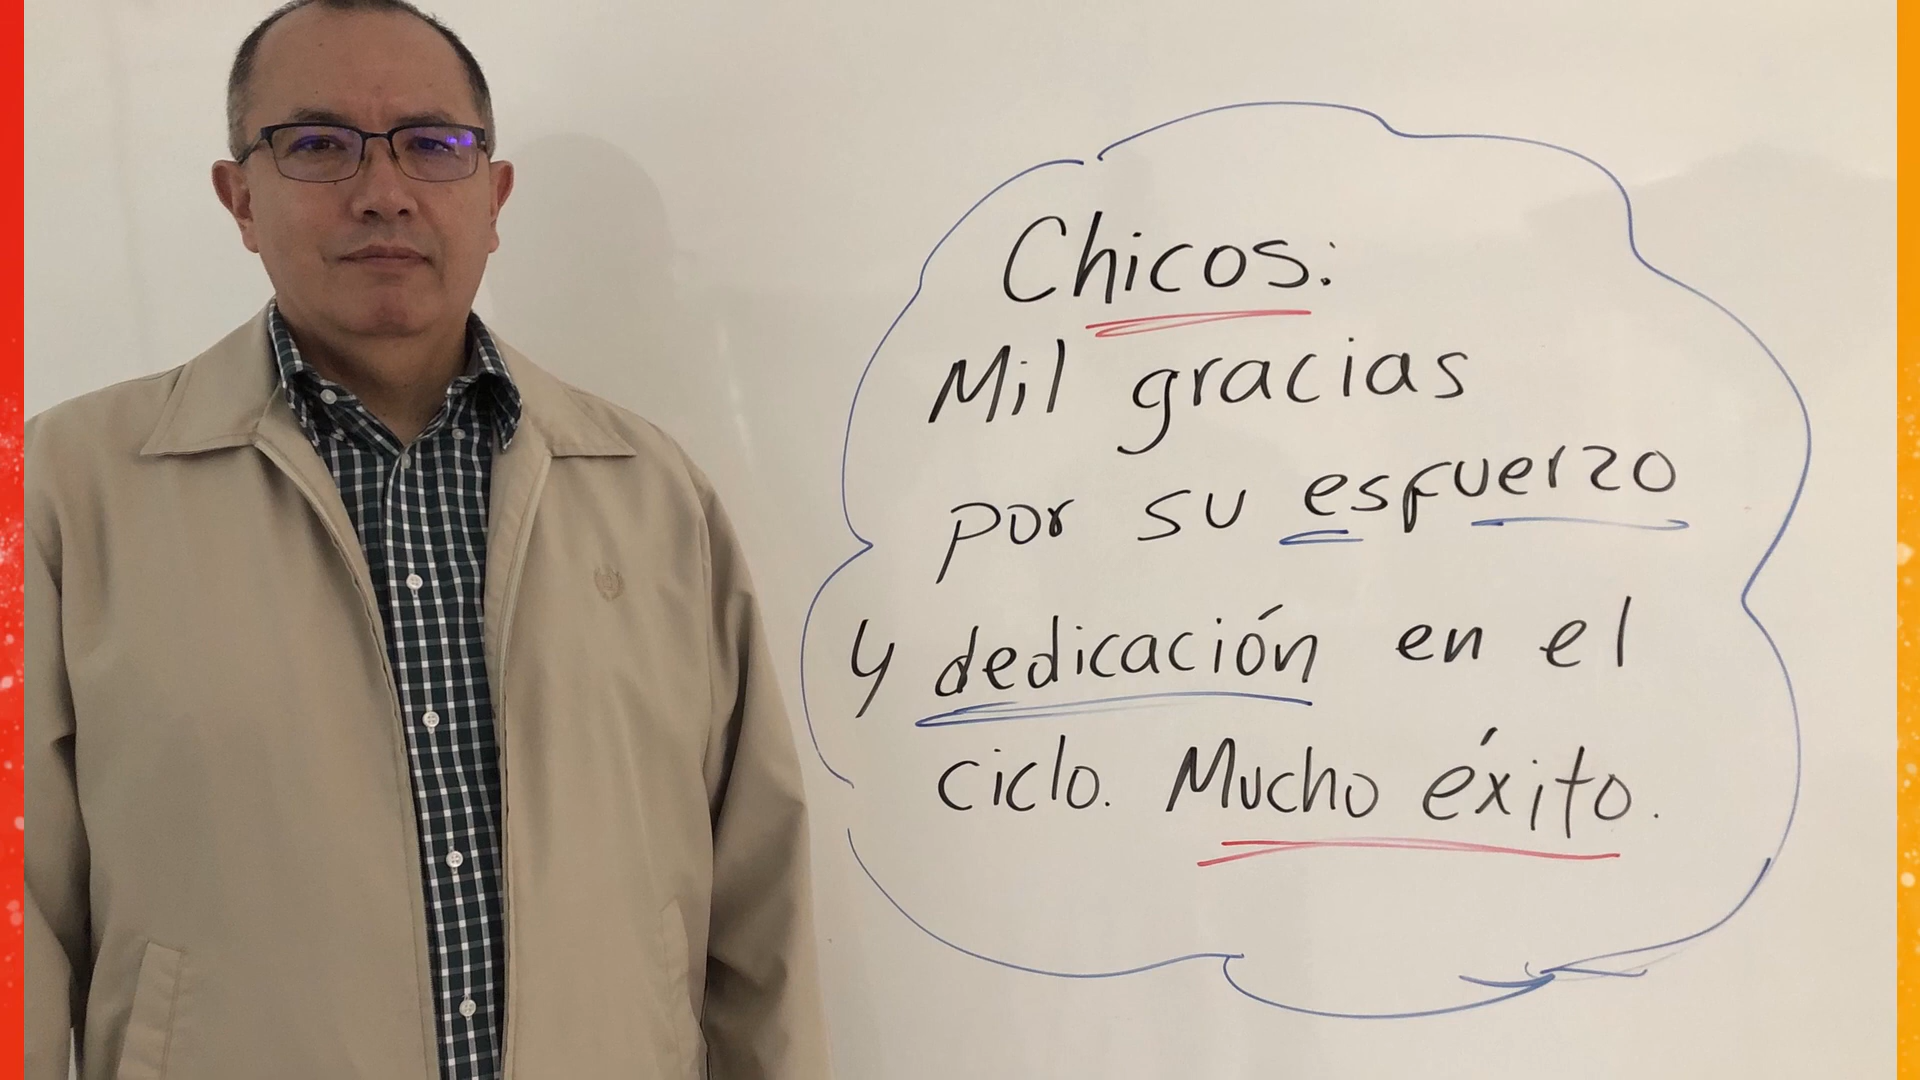 Chicos:
Mil gracias
por su esfuerzo
y dedicación en el
ciclo. Mucho éxito.